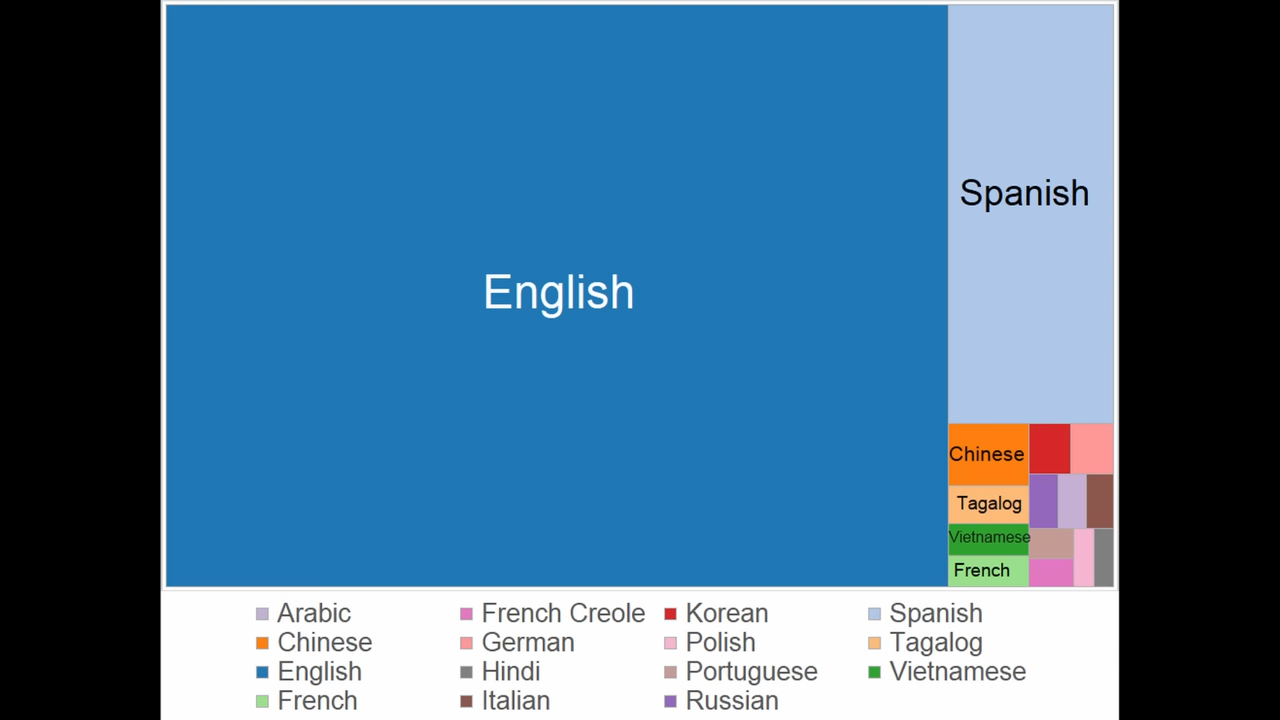 Spanish
English
Chinese
Tagalog
Vietnamese
French
Arabic French Creole Korean Spanish
Chinese German Polish Tagalog
English Hindi Portuguese Vietnamese
French Italian Russian